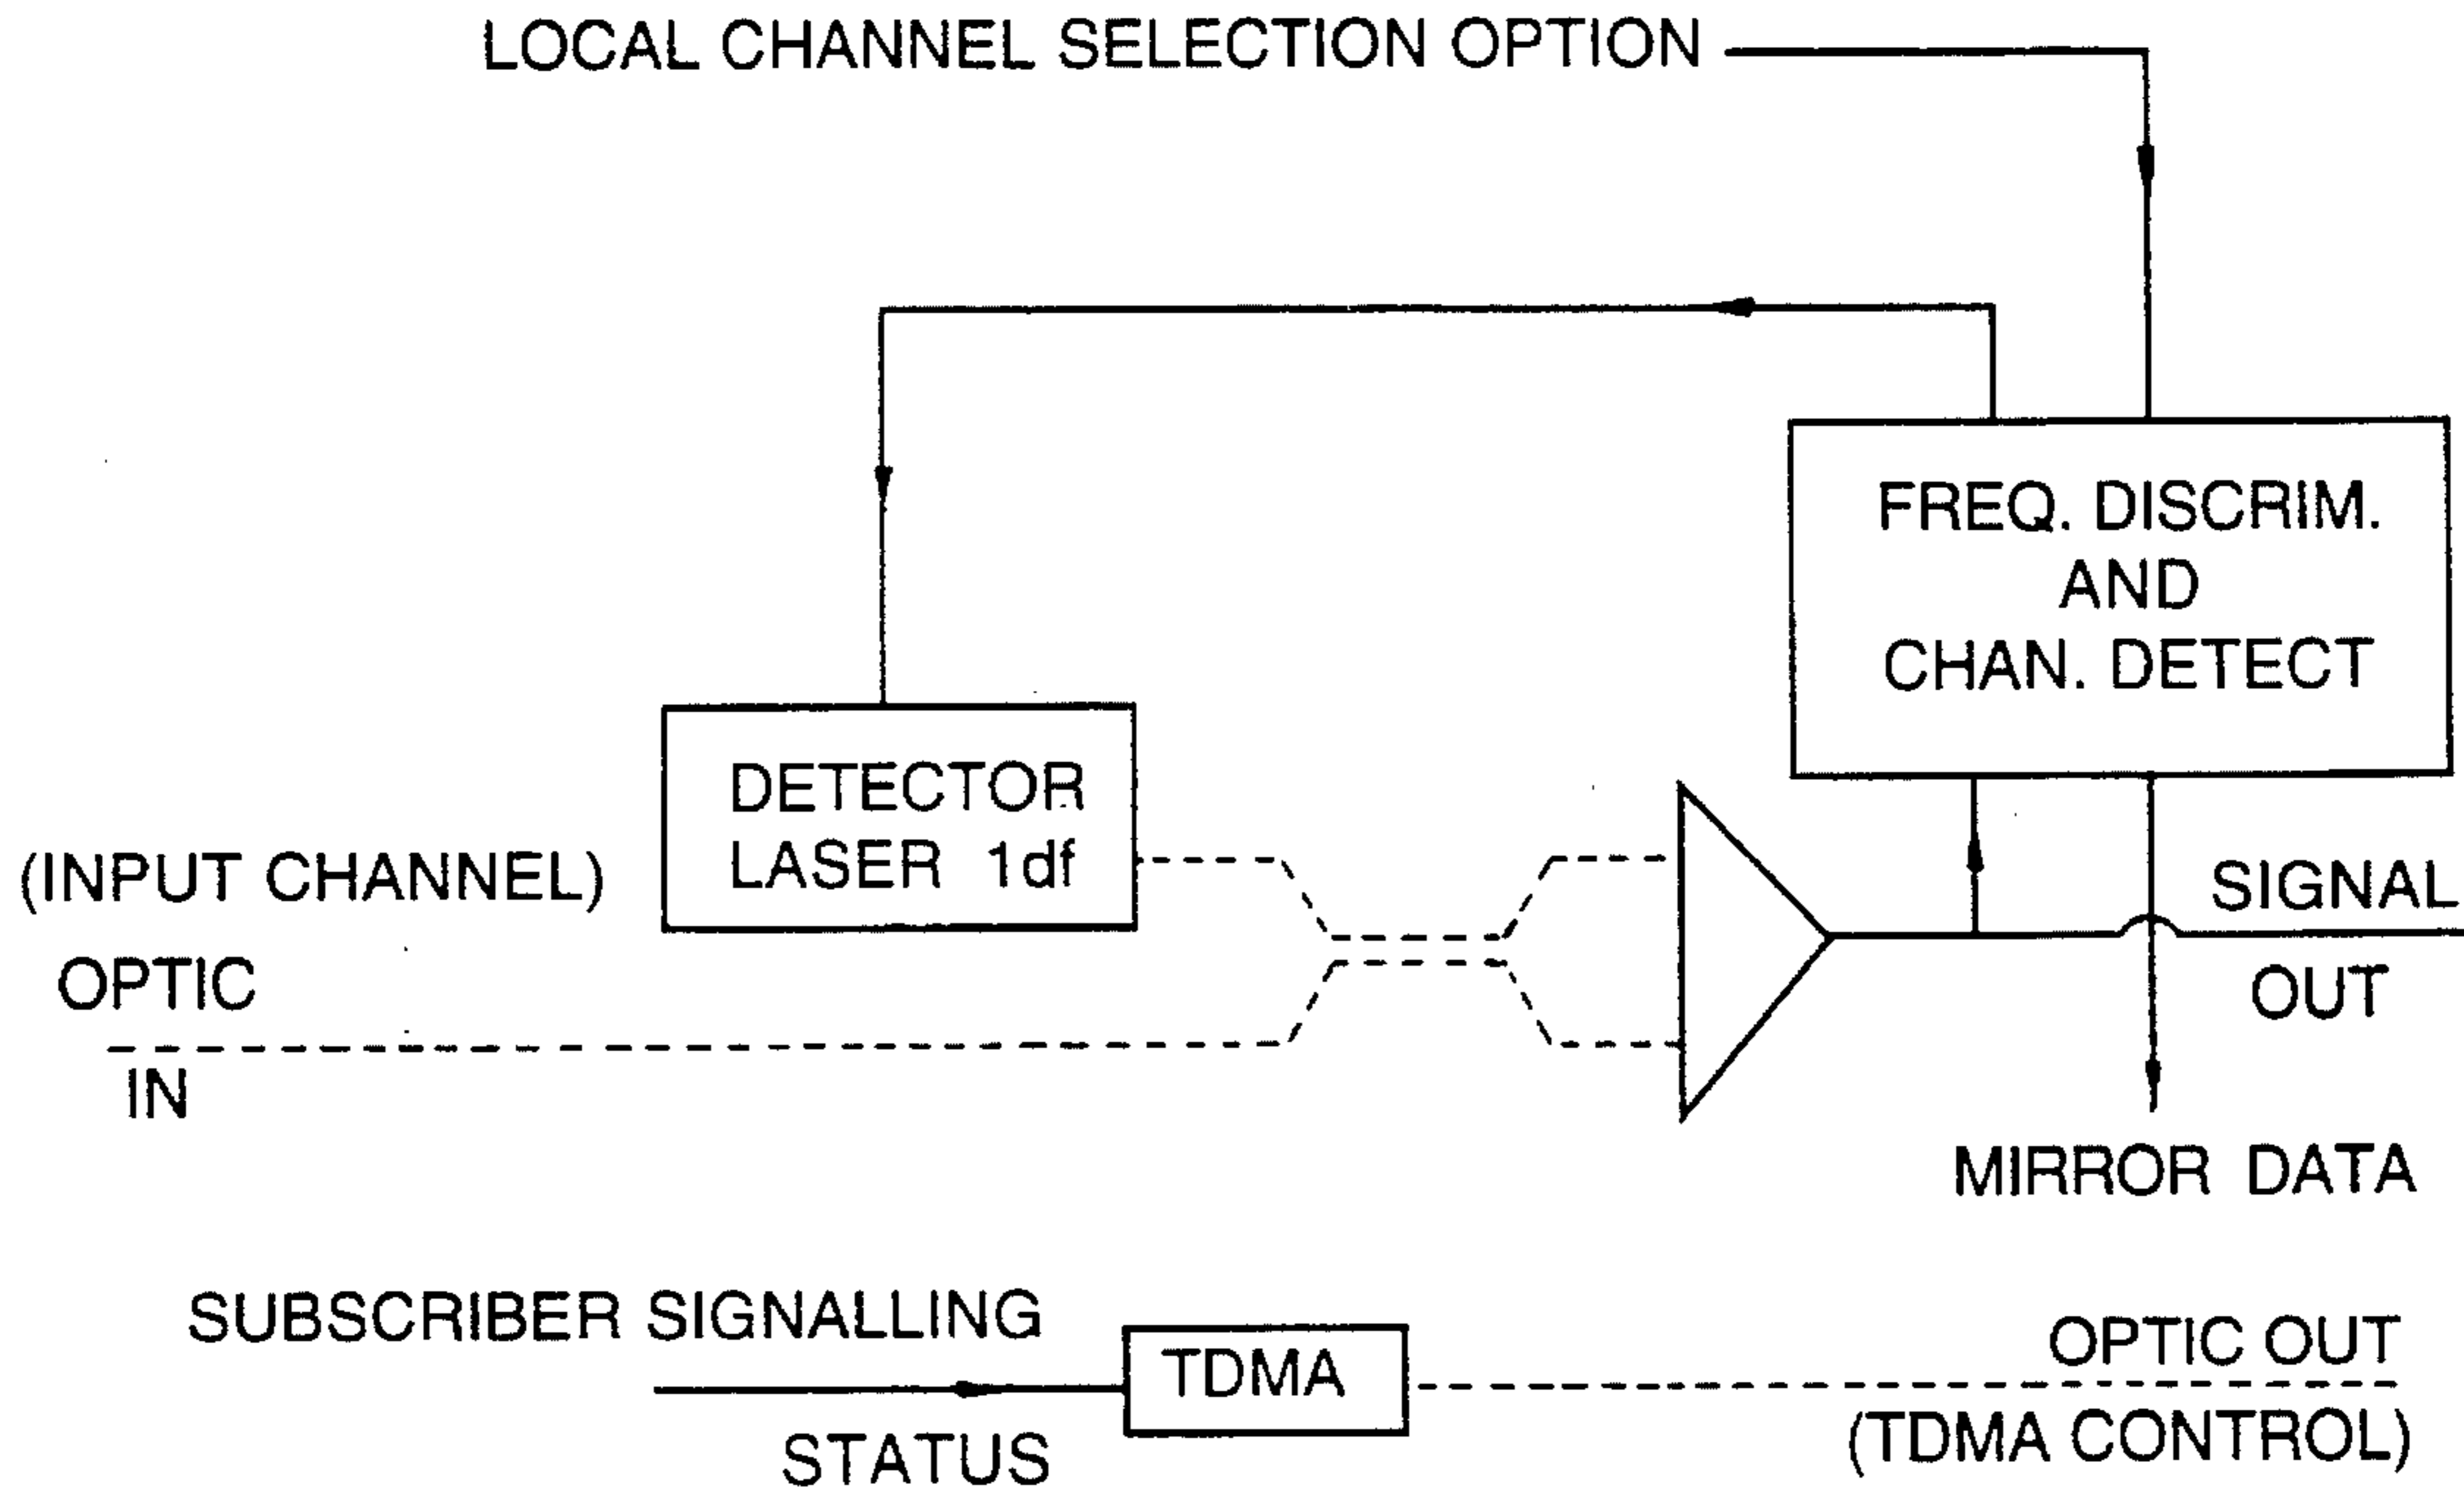 LOCAL CHANNEL SELECTION OPTION
FREQ. DISCRIM.
AND
CHAN. DETECT
DETECTOR
LASER 1df
(INPUT CHANNEL)
OPTIC
IN
SIGNAL
OUT
MIRROR DATA
SUBSCRIBER SIGNALLING
STATUS
TDMA
OPTIC OUT
(TDMA CONTROL)